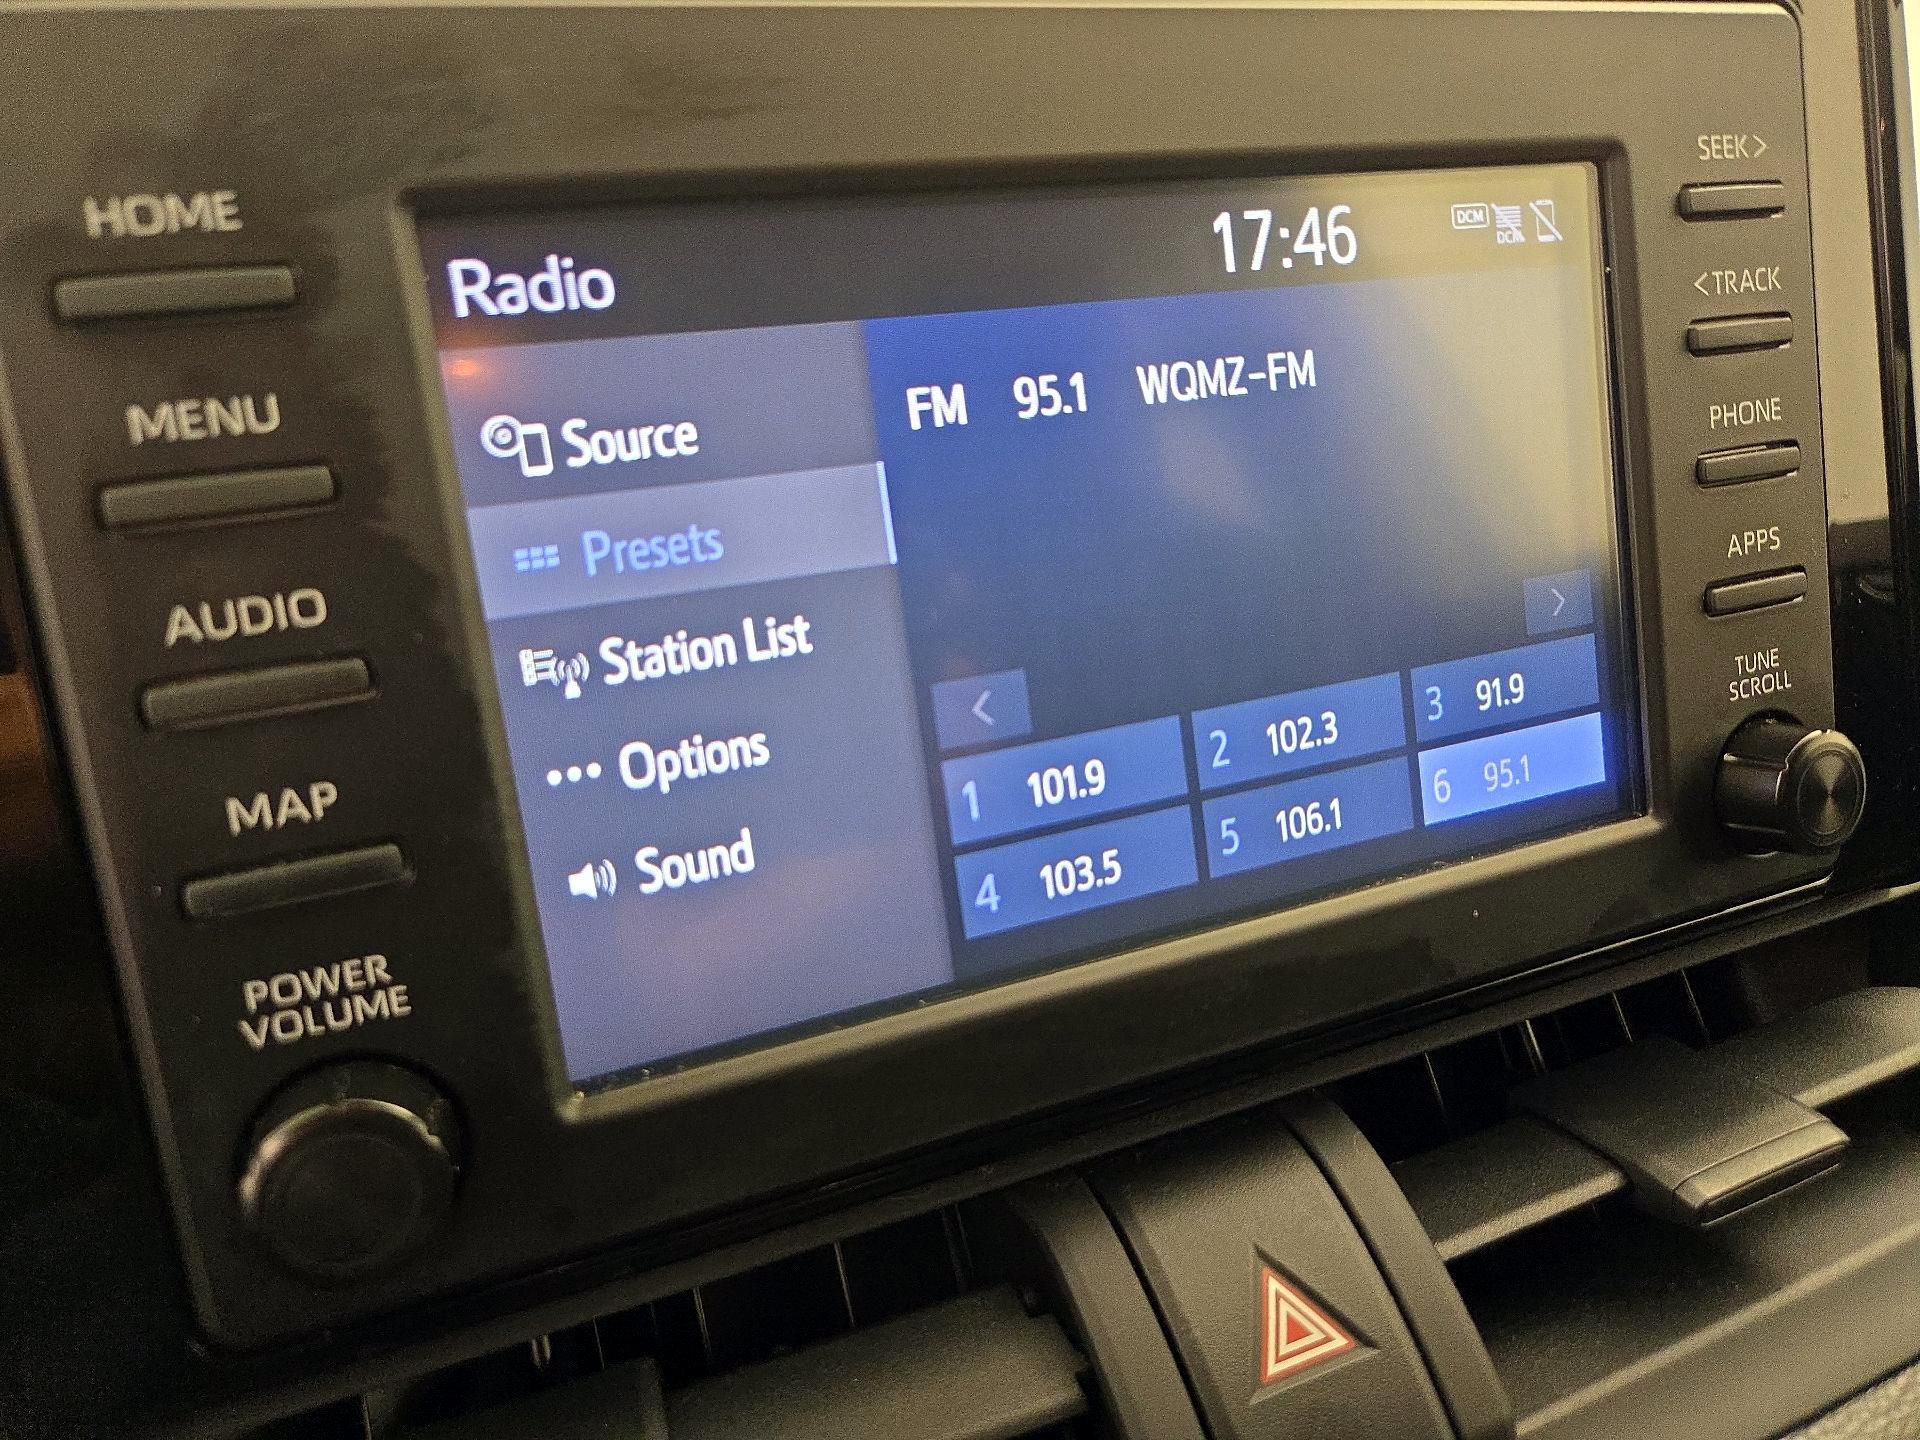 HOME
MENU
AUDIO
MAP
POWER
VOLUME
Radio
17:46
DCM
DCM
Source
Presets
Station List
Options
Sound
FM 95.1 WQMZ-FM
<
>
1 101.9
2 102.3
3 91.9
4 103.5
5 106.1
6 95.1
SEEK>
<TRACK
PHONE
APPS
TUNE
SCROLL